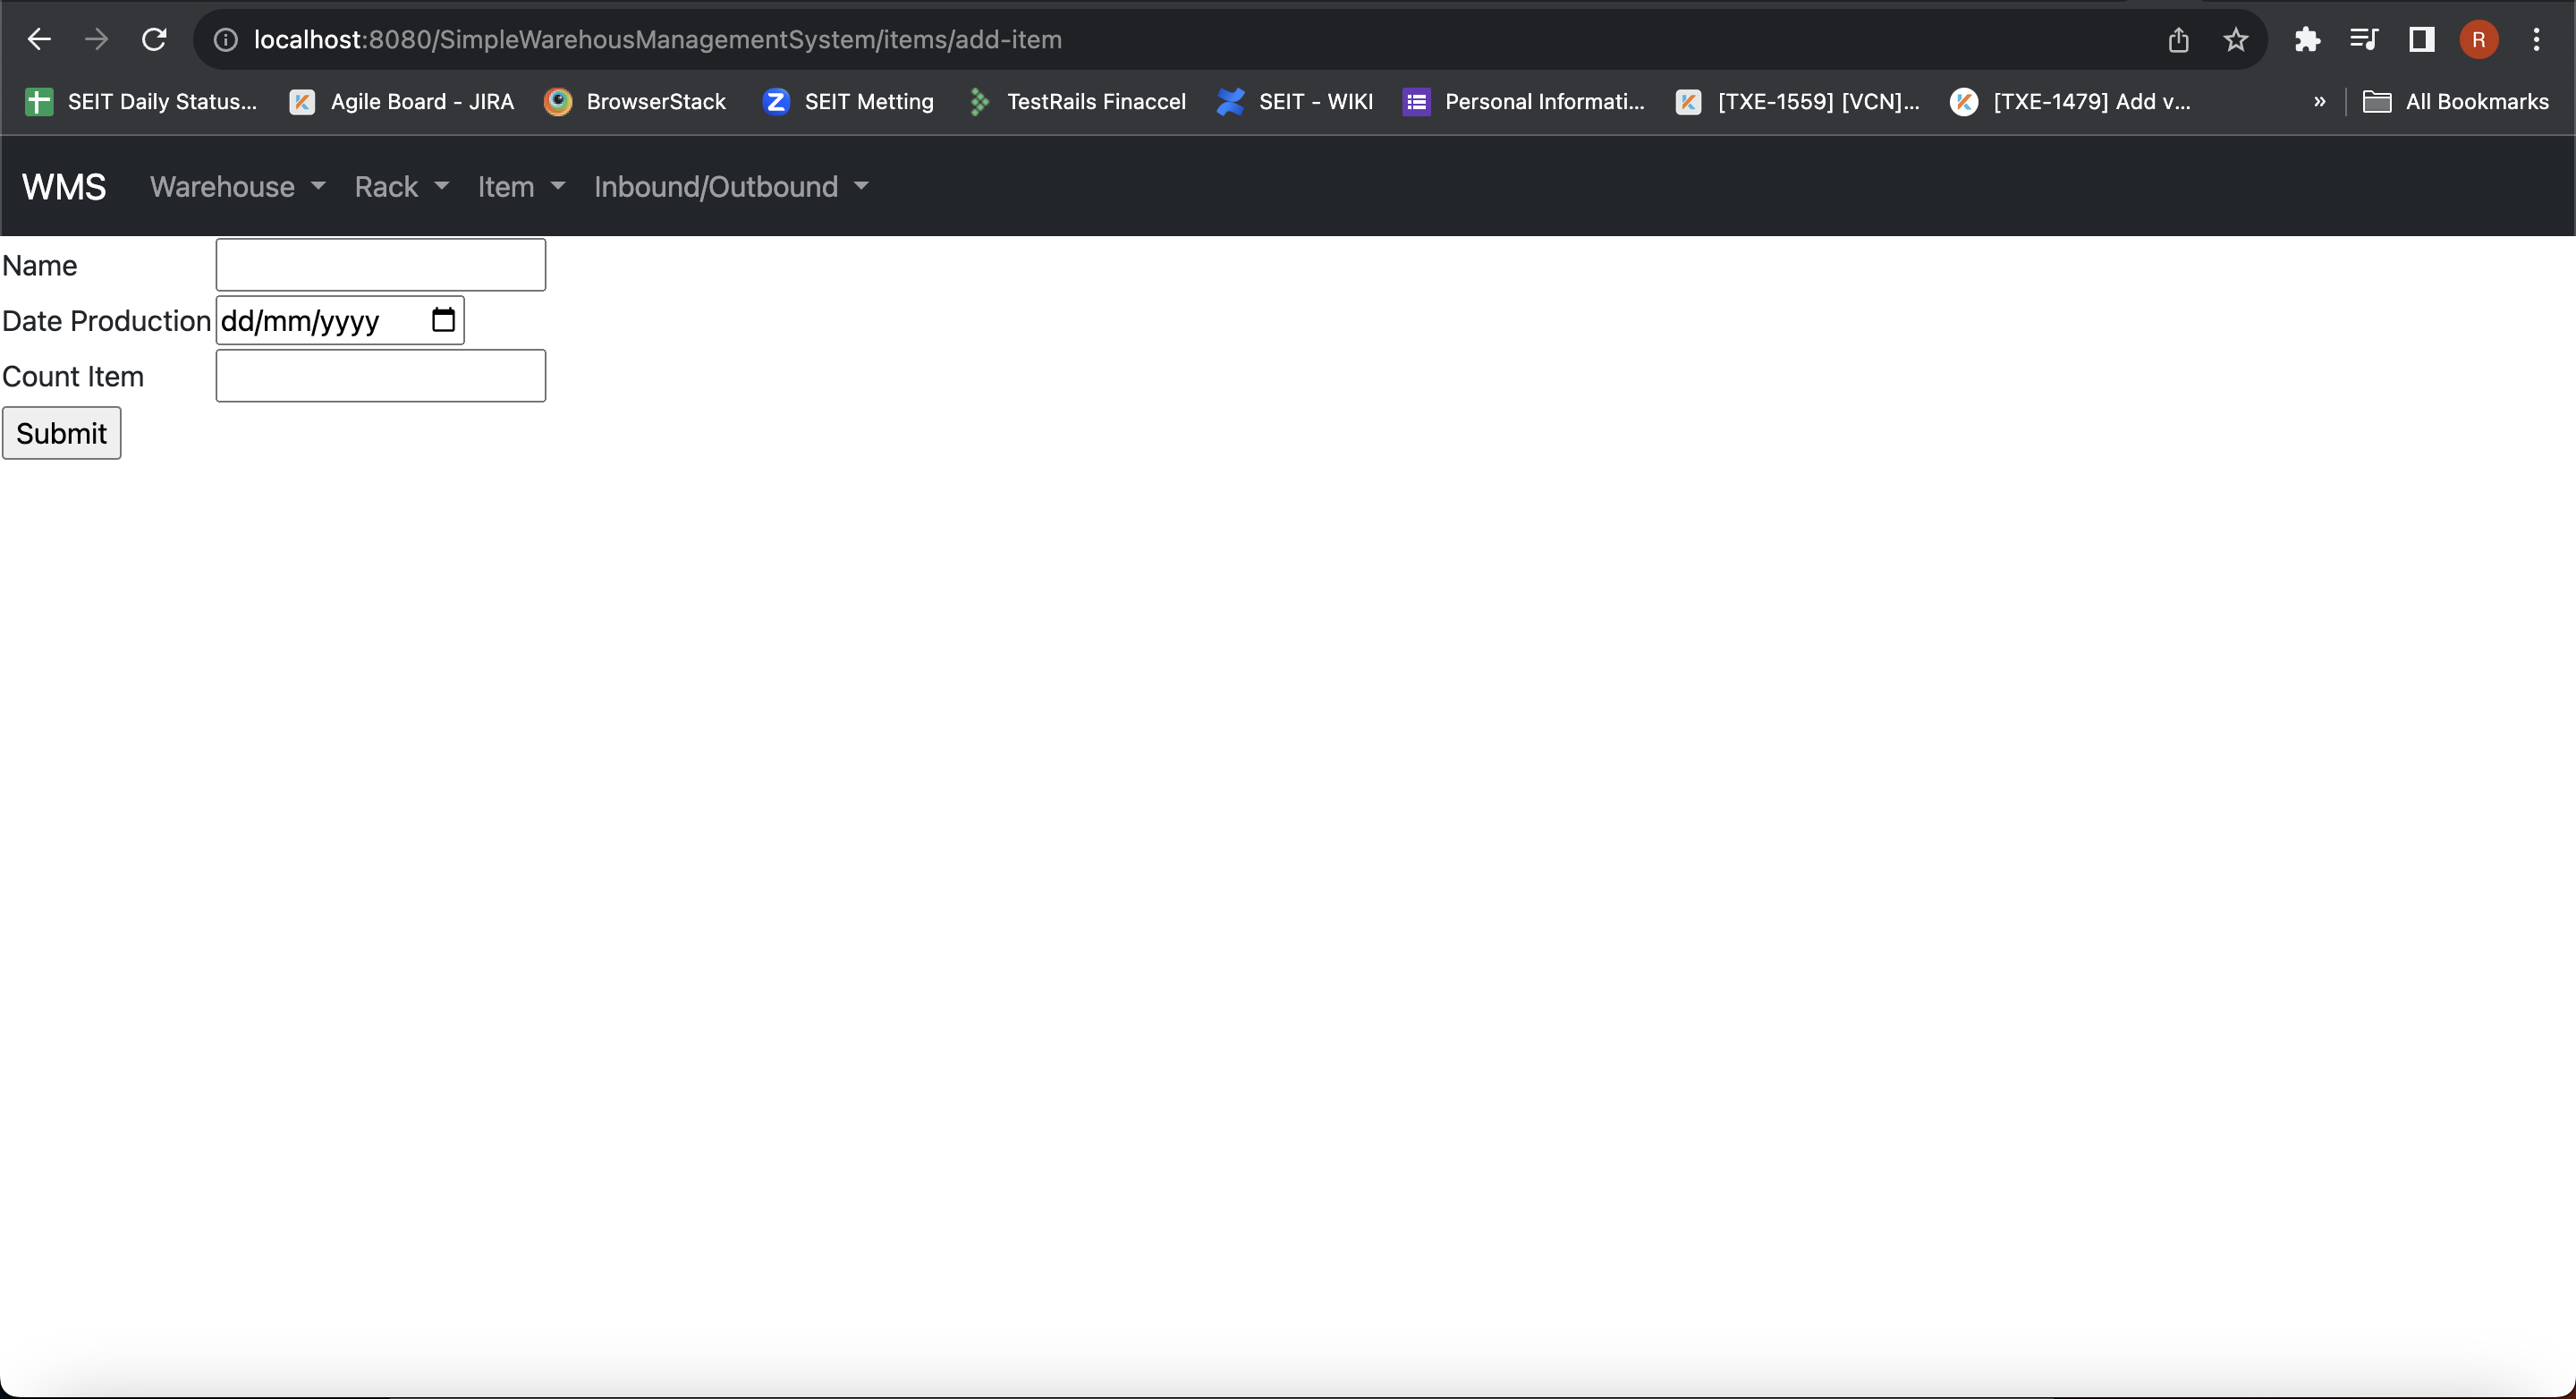 localhost:8080/SimpleWarehousManagementSystem/items/add-item
R
SEIT Daily Status... Agile Board - JIRA BrowserStack SEIT Metting TestRails Finaccel SEIT - WIKI Personal Informati... [TXE-1559] [VCN]... [TXE-1479] Add v... » All Bookmarks
WMS Warehouse Rack Item Inbound/Outbound
Name
Date Production dd/mm/yyyy
Count Item
Submit